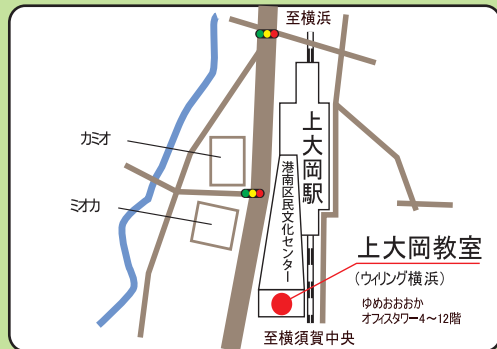 至横浜
カミオ
ミオカ
上大岡駅
港南区民文化センター
上大岡教室
(ウィリング横浜)
ゆめおおおか
オフィスタワー4〜12階
至横須賀中央